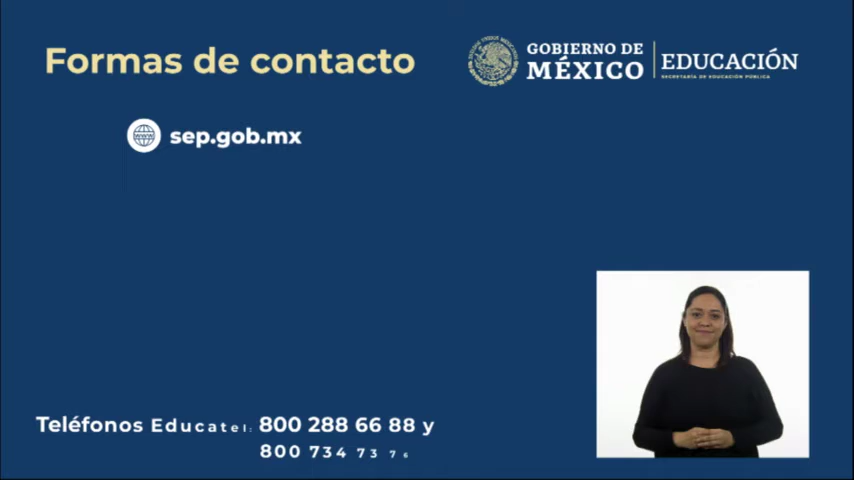 Formas de contacto
GOBIERNO DE
MÉXICO
EDUCACIÓN
SECRETARÍA DE EDUCACIÓN PÚBLICA
www
sep.gob.mx
Teléfonos Educatel: 800 288 66 88 y
800 734 73 76